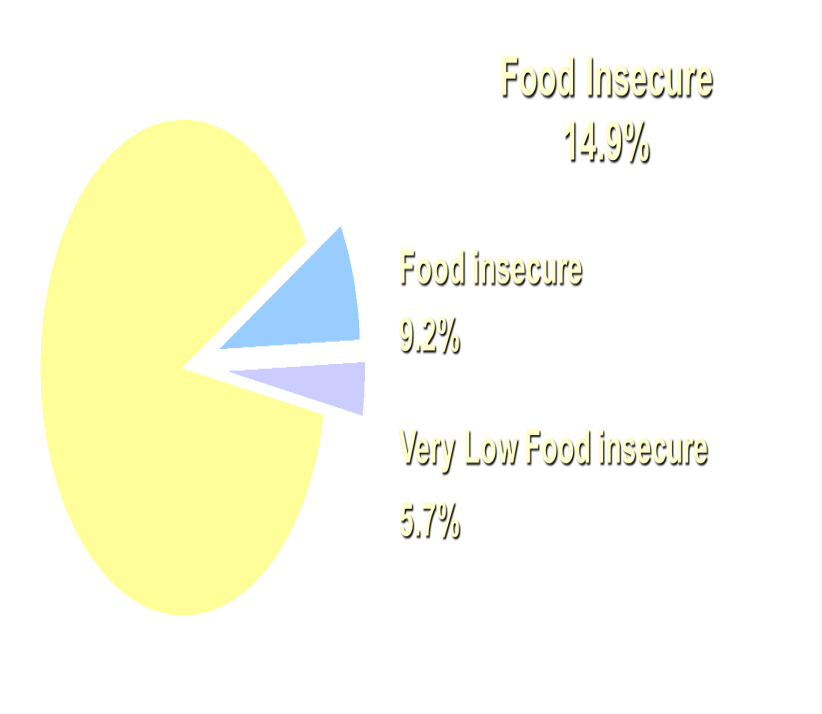 Food Insecure
14.9%
Food insecure
9.2%
Very Low Food insecure
5.7%